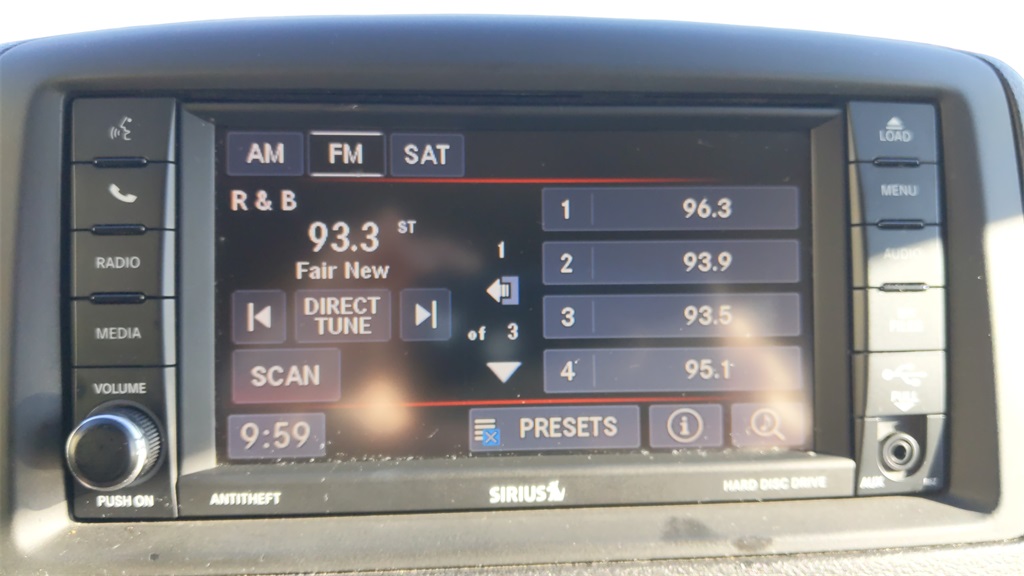 AM FM SAT
R & B
93.3 ST
Fair New
DIRECT
TUNE
SCAN
9:59
1
of 3
1 96.3
2 93.9
3 93.5
4 95.1
PRESETS
RADIO
MEDIA
VOLUME
PUSH ON
LOAD
MENU
AUDIO
PULL
AUX
ANTITHEFT
SIRIUS
HARD DISC DRIVE